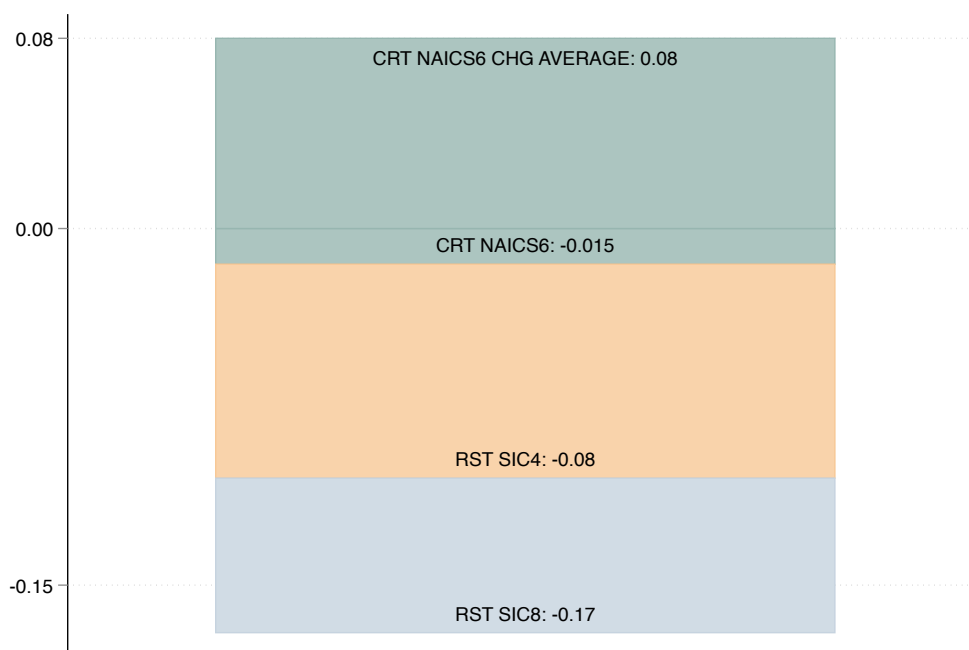 0.08
CRT NAICS6 CHG AVERAGE: 0.08
0.00
CRT NAICS6: -0.015
RST SIC4: -0.08
-0.15
RST SIC8: -0.17